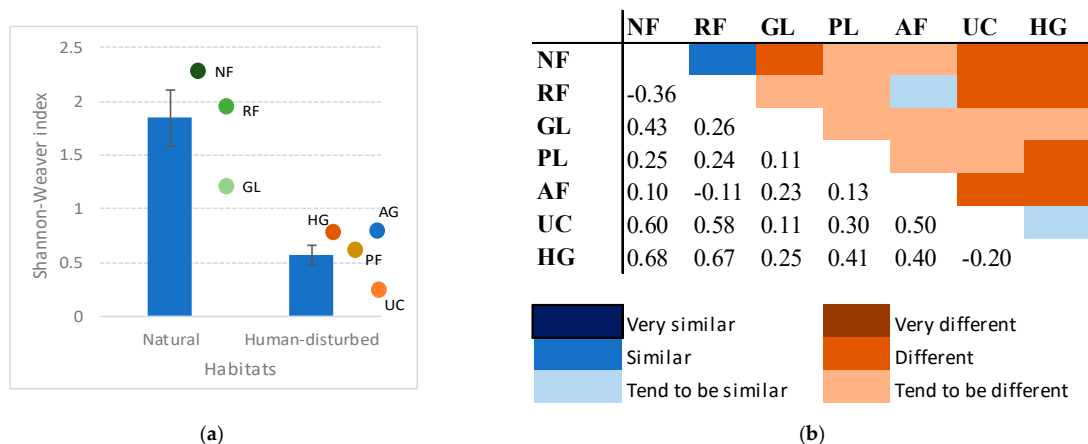 2.5
2
1.5
1
0.5
0
Shannon-Weaver index
NF
RF
GL
HG
AG
PF
UC
Natural Human-disturbed
Habitats
(a)
NF RF GL PL AF UC HG
NF
RF -0.36
GL 0.43 0.26
PL 0.25 0.24 0.11
AF 0.10 -0.11 0.23 0.13
UC 0.60 0.58 0.11 0.30 0.50
HG 0.68 0.67 0.25 0.41 0.40 -0.20
Very similar Very different
Similar Different
Tend to be similar Tend to be different
(b)